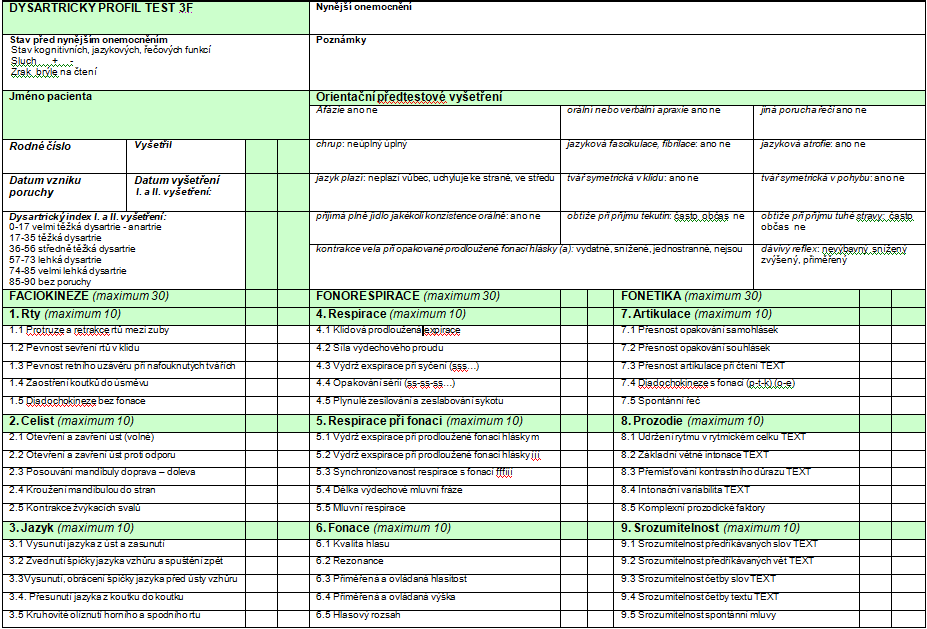 DYSARTRICKÝ PROFIL TEST 3F
Nynější onemocnění
Stav před nynějším onemocněním
Stav kognitivních, jazykových, řečových funkcí
Sluch + -
Zrak brýle na čtení
Poznámky
Jméno pacienta
Orientační předtestové vyšetření
Afázie ano ne
orální nebo verbální apraxie ano ne
jiná porucha řeči ano ne
Rodné číslo
Vyšetřil
chrup: neúplný úplný
jazyková fascikulace, fibrilace: ano ne
jazyková atrofie: ano ne
Datum vzniku
poruchy
Datum vyšetření
I. a II. vyšetření:
jazyk plazí: neplazí vůbec, uchyluje ke straně, ve středu
tvář symetrická v klidu: ano ne
tvář symetrická v pohybu: ano ne
Dysartrický index I. a II. vyšetření:
0-17 velmi těžká dysartrie - anartrie
17-35 těžká dysartrie
36-56 středně těžká dysartrie
57-73 lehká dysartrie
74-85 velmi lehká dysartrie
85-90 bez poruchy
přijímá plně jídlo jakékoli konzistence orálně: ano ne
obtíže při příjmu tekutin: často občas ne
obtíže při příjmu tuhé stravy: často
občas ne
kontrakce vela při opakované prodloužené fonaci hlásky (a): vydatné, snížené, jednostranné, nejsou
dávivý reflex: nevýbavný snížený
zvýšený, přiměřený
FACIOKINEZE (maximum 30)
FONORESPIRACE (maximum 30)
FONETIKA (maximum 30)
1. Rty (maximum 10)
4. Respirace (maximum 10)
7. Artikulace (maximum 10)
1.1 Protruze a retrakce rtů mezi zuby
4.1 Klidová prodloužená expirace
7.1 Přesnost opakování samohlásek
1.2 Pevnost sevření rtů v klidu
4.2 Síla výdechového proudu
7.2 Přesnost opakování souhlásek
1.3 Pevnost retního uzávěru při nafouknutých tvářích
4.3 Výdrž exspirace při syčení (sss…)
7.3 Přesnost artikulace při čtení TEXT
1.4 Zaostření koutků do úsměvu
4.4 Opakování sérií (ss-ss-ss…)
7.4 Diadochokineze s fonací (p-t-k) (o-e)
1.5 Diadochokineze bez fonace
4.5 Plynulé zesilování a zeslabování sykotu
7.5 Spontánní řeč
2. Čelist (maximum 10)
5. Respirace při fonaci (maximum 10)
8. Prozodie (maximum 10)
2.1 Otevření a zavření úst (volně)
5.1 Výdrž exspirace při prodloužené fonaci hlásky m
8.1 Udržení rytmu v rytmickém celku TEXT
2.2 Otevření a zavření úst proti odporu
5.2 Výdrž exspirace při prodloužené fonaci hlásky jjj
8.2 Základní větné intonace TEXT
2.3 Posouvání mandibuly doprava – doleva
5.3 Synchronizovanost respirace s fonací fffjjj
8.3 Přemisťování kontrastního důrazu TEXT
2.4 Kroužení mandibulou do stran
5.4 Délka výdechové mluvní fráze
8.4 Intonační variabilita TEXT
2.5 Kontrakce žvýkacích svalů
5.5 Mluvní respirace
8.5 Komplexní prozodické faktory
3. Jazyk (maximum 10)
6. Fonace (maximum 10)
9. Srozumitelnost (maximum 10)
3.1 Vysunutí jazyka z úst a zasunutí
6.1 Kvalita hlasu
9.1 Srozumitelnost předříkávaných slov TEXT
3.2 Zvednutí špičky jazyka vzhůru a spuštění zpět
6.2 Rezonance
9.2 Srozumitelnost předříkávaných vět TEXT
3.3Vysunutí, obrácení špičky jazyka před ústy vzhůru
6.3 Přiměřená a ovládaná hlasitost
9.3 Srozumitelnost četby slov TEXT
3.4. Přesunutí jazyka z koutku do koutku
6.4 Přiměřená a ovládaná výška
9.4 Srozumitelnost četby textu TEXT
3.5 Kruhovité olíznutí horního a spodního rtu
6.5 Hlasový rozsah
9.5 Srozumitelnost spontánní mluvy